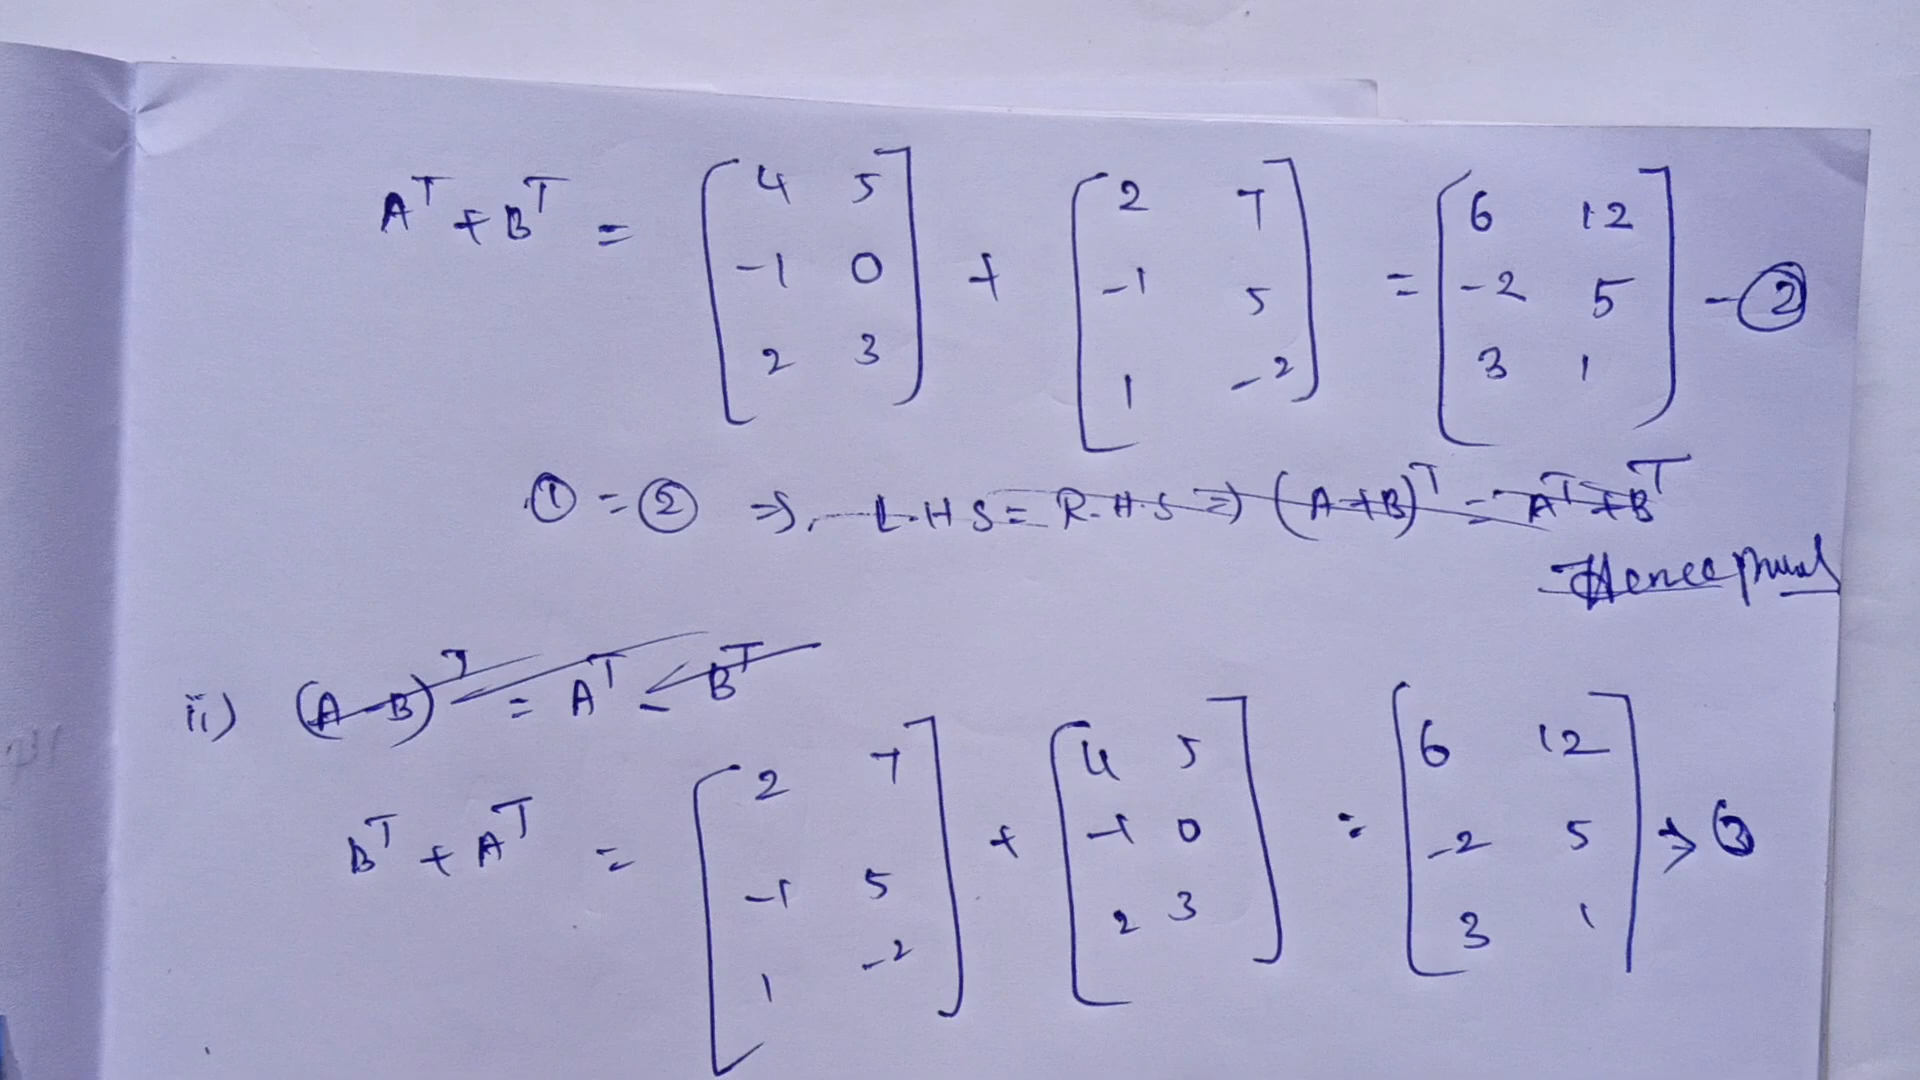 Aᵀ + Bᵀ = [4 5; -1 0; 2 3] + [2 7; -1 5; 1 -2] = [6 12; -2 5; 3 1] - ②
① = ② ⇒ L.H.S = R.H.S ⇒ (A+B)ᵀ = Aᵀ + Bᵀ
Hence
ii) (A-B)ᵀ = Aᵀ - Bᵀ
Bᵀ + Aᵀ = [2 7; -1 5; 1 -2] + [4 5; -1 0; 2 3] = [6 12; -2 5; 3 1] → ③